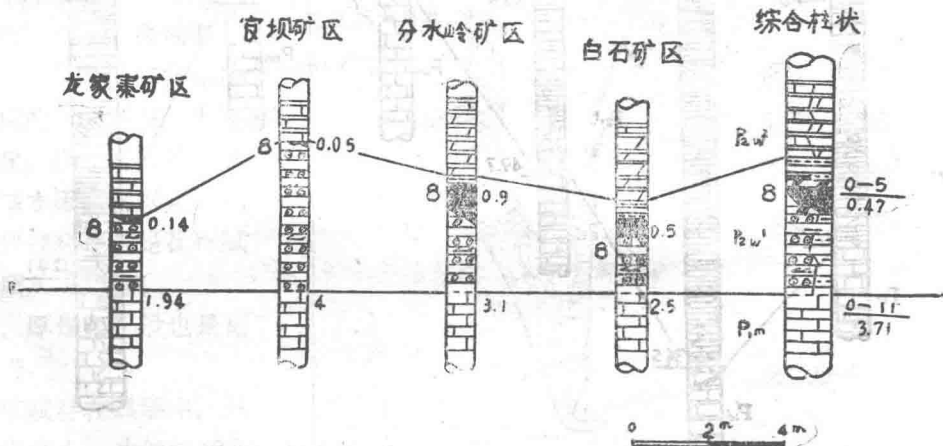 龙家寨矿区
官坝矿区
分水岭矿区
白石矿区
综合柱状
8
0.14
1.94
8
0.05
4
8
0.9
3.1
8
0.5
2.5
P₂w²
8
0—5
0.47
P₂w¹
0—11
3.71
P₁m
0 2ᵐ 4ᵐ